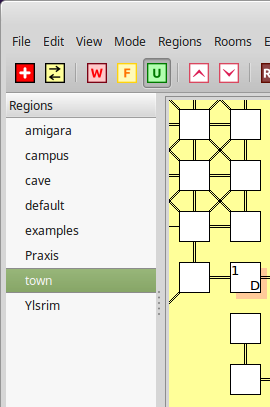 File Edit View Mode Regions Rooms E
W F U R
Regions
amigara
campus
cave
default
examples
Praxis
town
Ylsrim
1
D